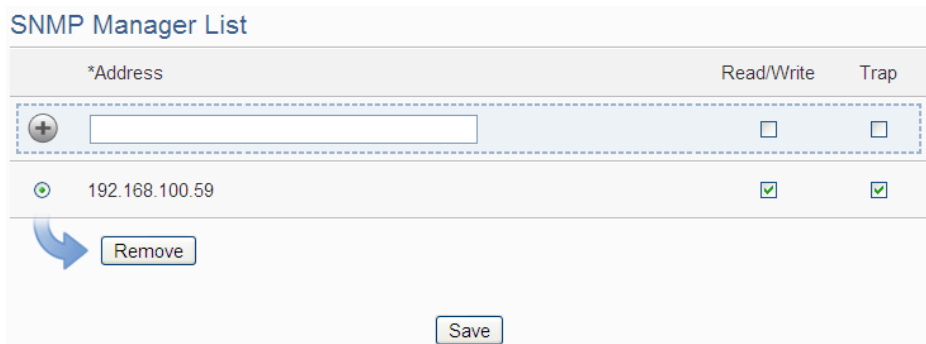 SNMP Manager List
*Address Read/Write Trap
192.168.100.59
Remove
Save